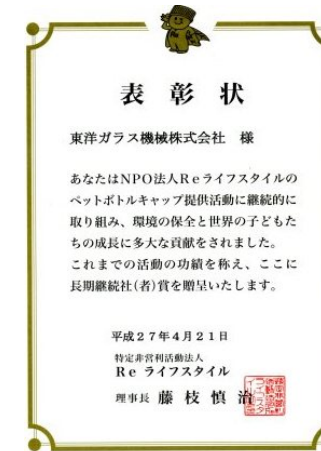 表彰状
東洋ガラス機械株式会社 様
あなたはNPO法人Reライフスタイルの
ペットボトルキャップ提供活動に継続的に
取り組み、環境の保全と世界の子どもた
ちの成長に多大な貢献をされました。
これまでの活動の功績を称え、ここに
長期継続社(者)賞を贈呈いたします。
平成27年4月21日
特定非営利活動法人
Re ライフスタイル
理事長 藤枝慎治